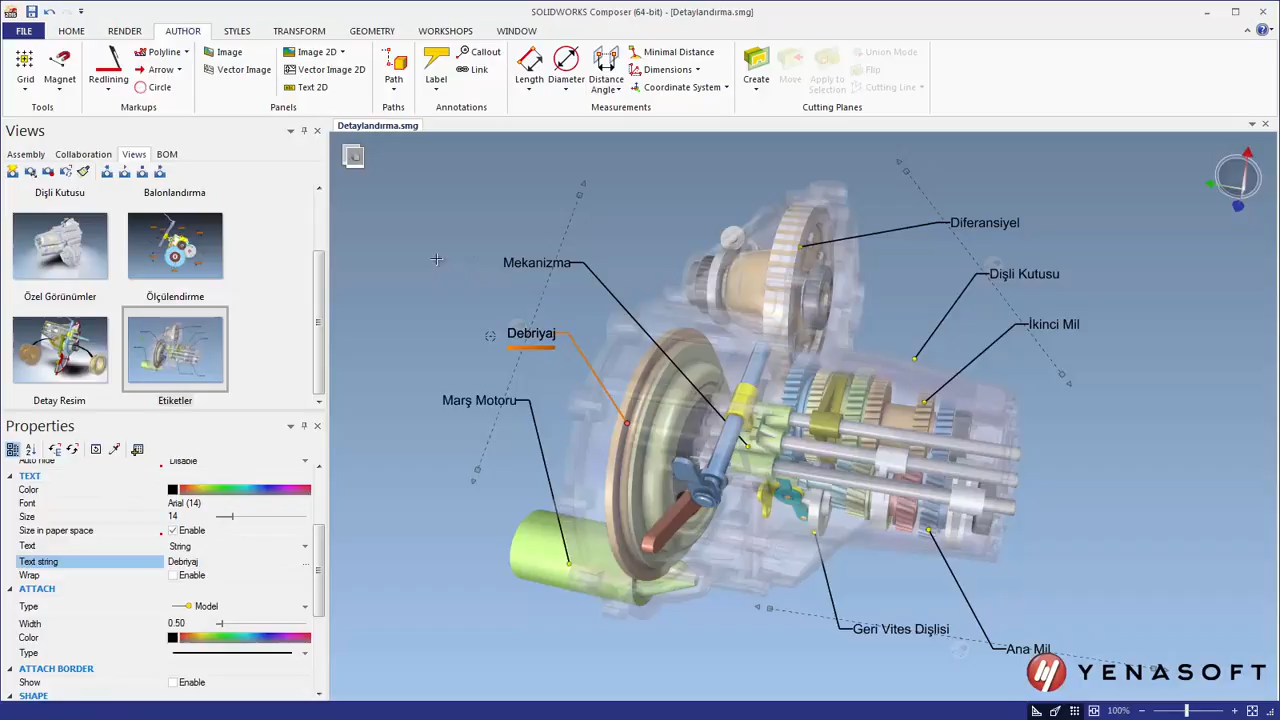 SOLIDWORKS Composer (64-bit) - [Detaylandırma.smg]
FILE HOME RENDER AUTHOR STYLES TRANSFORM GEOMETRY WORKSHOPS WINDOW
Grid
Magnet
Tools
Redlining
Polyline
Arrow
Circle
Markups
Image
Vector Image
Image 2D
Vector Image 2D
Text 2D
Panels
Path
Paths
Label
Callout
Link
Annotations
Length
Diameter
Distance
Angle
Minimal Distance
Dimensions
Coordinate System
Measurements
Create
Move
Apply to
Selection
Union Mode
Flip
Cutting Line
Cutting Planes
Views
Assembly Collaboration Views BOM
Dişli Kutusu
Balonlandırma
Özel Görünümler
Ölçülendirme
Detay Resim
Etiketler
Properties
Auto hide Disable
TEXT
Color
Font Arial (14)
Size 14
Size in paper space Enable
Text String
Text string Debriyaj ...
Wrap Enable
ATTACH
Type Model
Width 0.50
Color
Type
ATTACH BORDER
Show Enable
SHAPE
Detaylandırma.smg
Diferansiyel
Mekanizma
Dişli Kutusu
İkinci Mil
Debriyaj
Marş Motoru
Geri Vites Dişlisi
Ana Mil
YENASOFT
100%